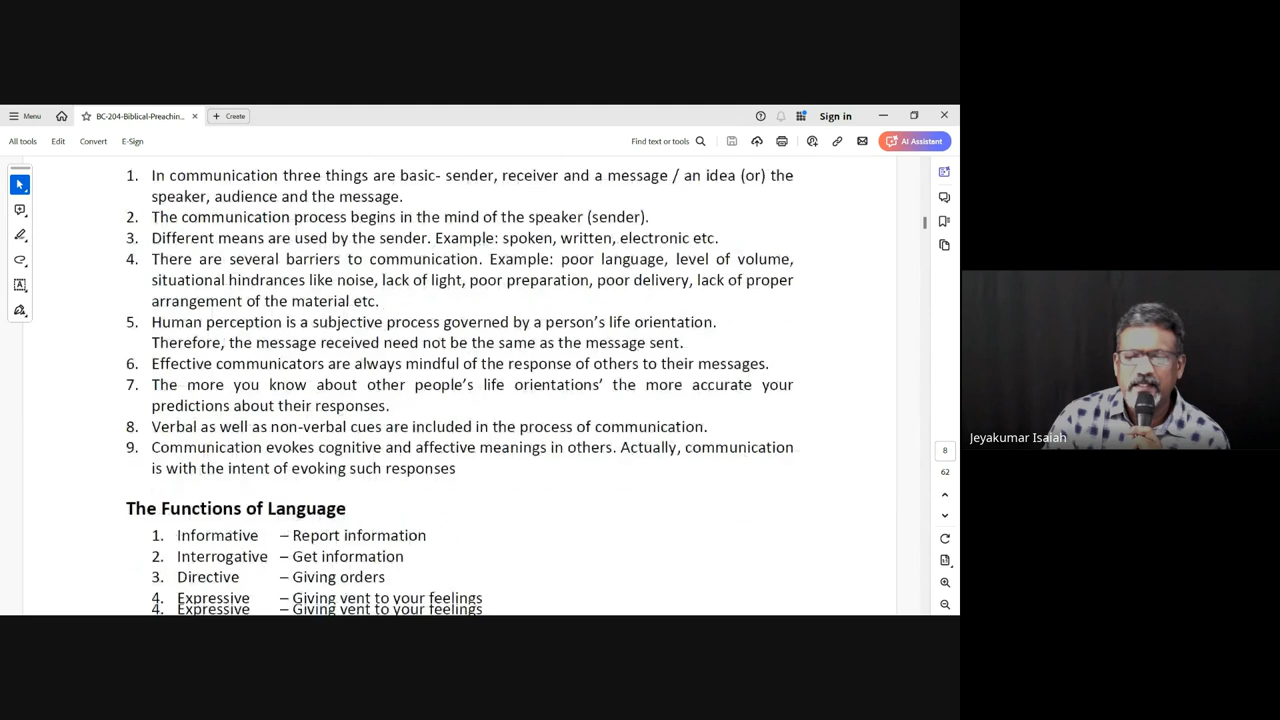 Menu
BC-204-Biblical-Preachin...
Create
Sign in
All tools Edit Convert E-Sign
Find text or tools
AI Assistant
1. In communication three things are basic- sender, receiver and a message / an idea (or) the
speaker, audience and the message.
2. The communication process begins in the mind of the speaker (sender).
3. Different means are used by the sender. Example: spoken, written, electronic etc.
4. There are several barriers to communication. Example: poor language, level of volume,
situational hindrances like noise, lack of light, poor preparation, poor delivery, lack of proper
arrangement of the material etc.
5. Human perception is a subjective process governed by a person's life orientation.
Therefore, the message received need not be the same as the message sent.
6. Effective communicators are always mindful of the response of others to their messages.
7. The more you know about other people's life orientations' the more accurate your
predictions about their responses.
8. Verbal as well as non-verbal cues are included in the process of communication.
9. Communication evokes cognitive and affective meanings in others. Actually, communication
is with the intent of evoking such responses
The Functions of Language
1. Informative – Report information
2. Interrogative – Get information
3. Directive – Giving orders
4. Expressive – Giving vent to your feelings
4. Expressive – Giving vent to your feelings
8
62
Jeyakumar Isaiah